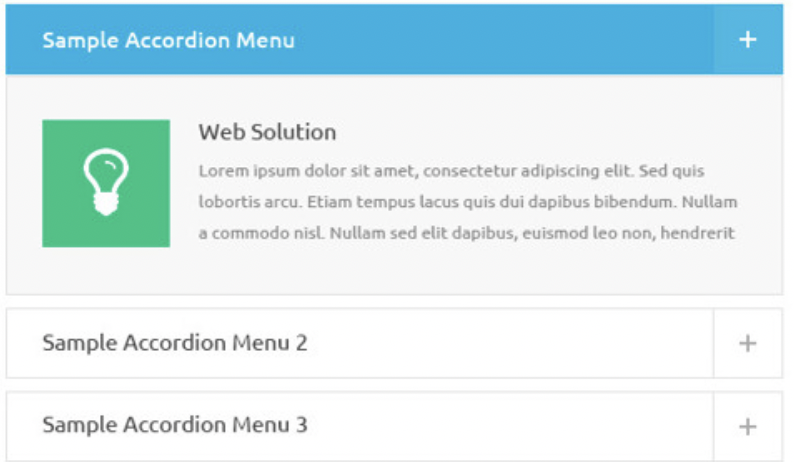 Sample Accordion Menu +
Web Solution
Lorem ipsum dolor sit amet, consectetur adipiscing elit. Sed quis
lobortis arcu. Etiam tempus lacus quis dui dapibus bibendum. Nullam
a commodo nisl. Nullam sed elit dapibus, euismod leo non, hendrerit
Sample Accordion Menu 2 +
Sample Accordion Menu 3 +